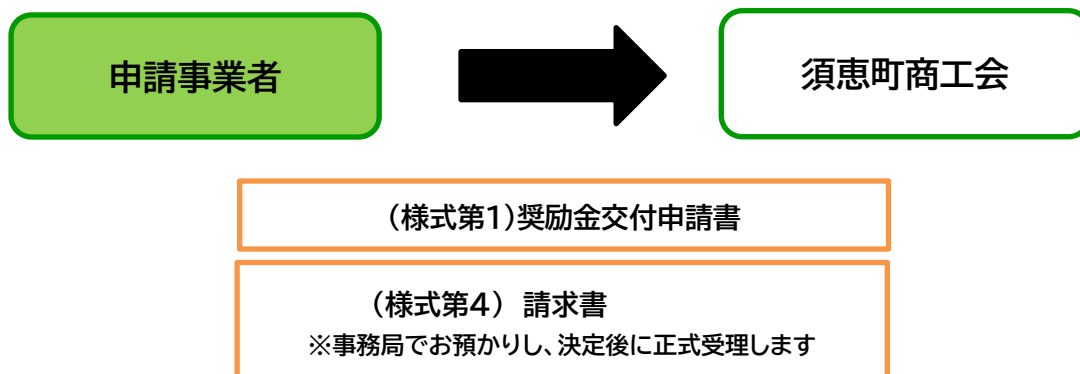 申請事業者
須恵町商工会
（様式第1）奨励金交付申請書
（様式第4） 請求書
※事務局でお預かりし、決定後に正式受理します